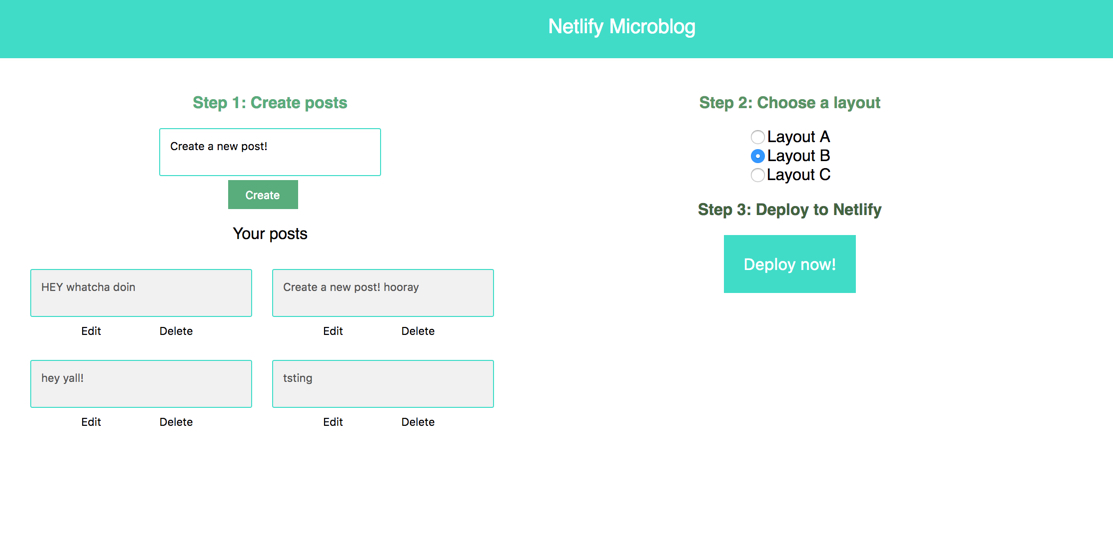 Netlify Microblog
Step 1: Create posts
Create a new post!
Create
Your posts
HEY whatcha doin
Create a new post! hooray
Edit
Delete
Edit
Delete
hey yall!
tsting
Edit
Delete
Edit
Delete
Step 2: Choose a layout
Layout A
Layout B
Layout C
Step 3: Deploy to Netlify
Deploy now!